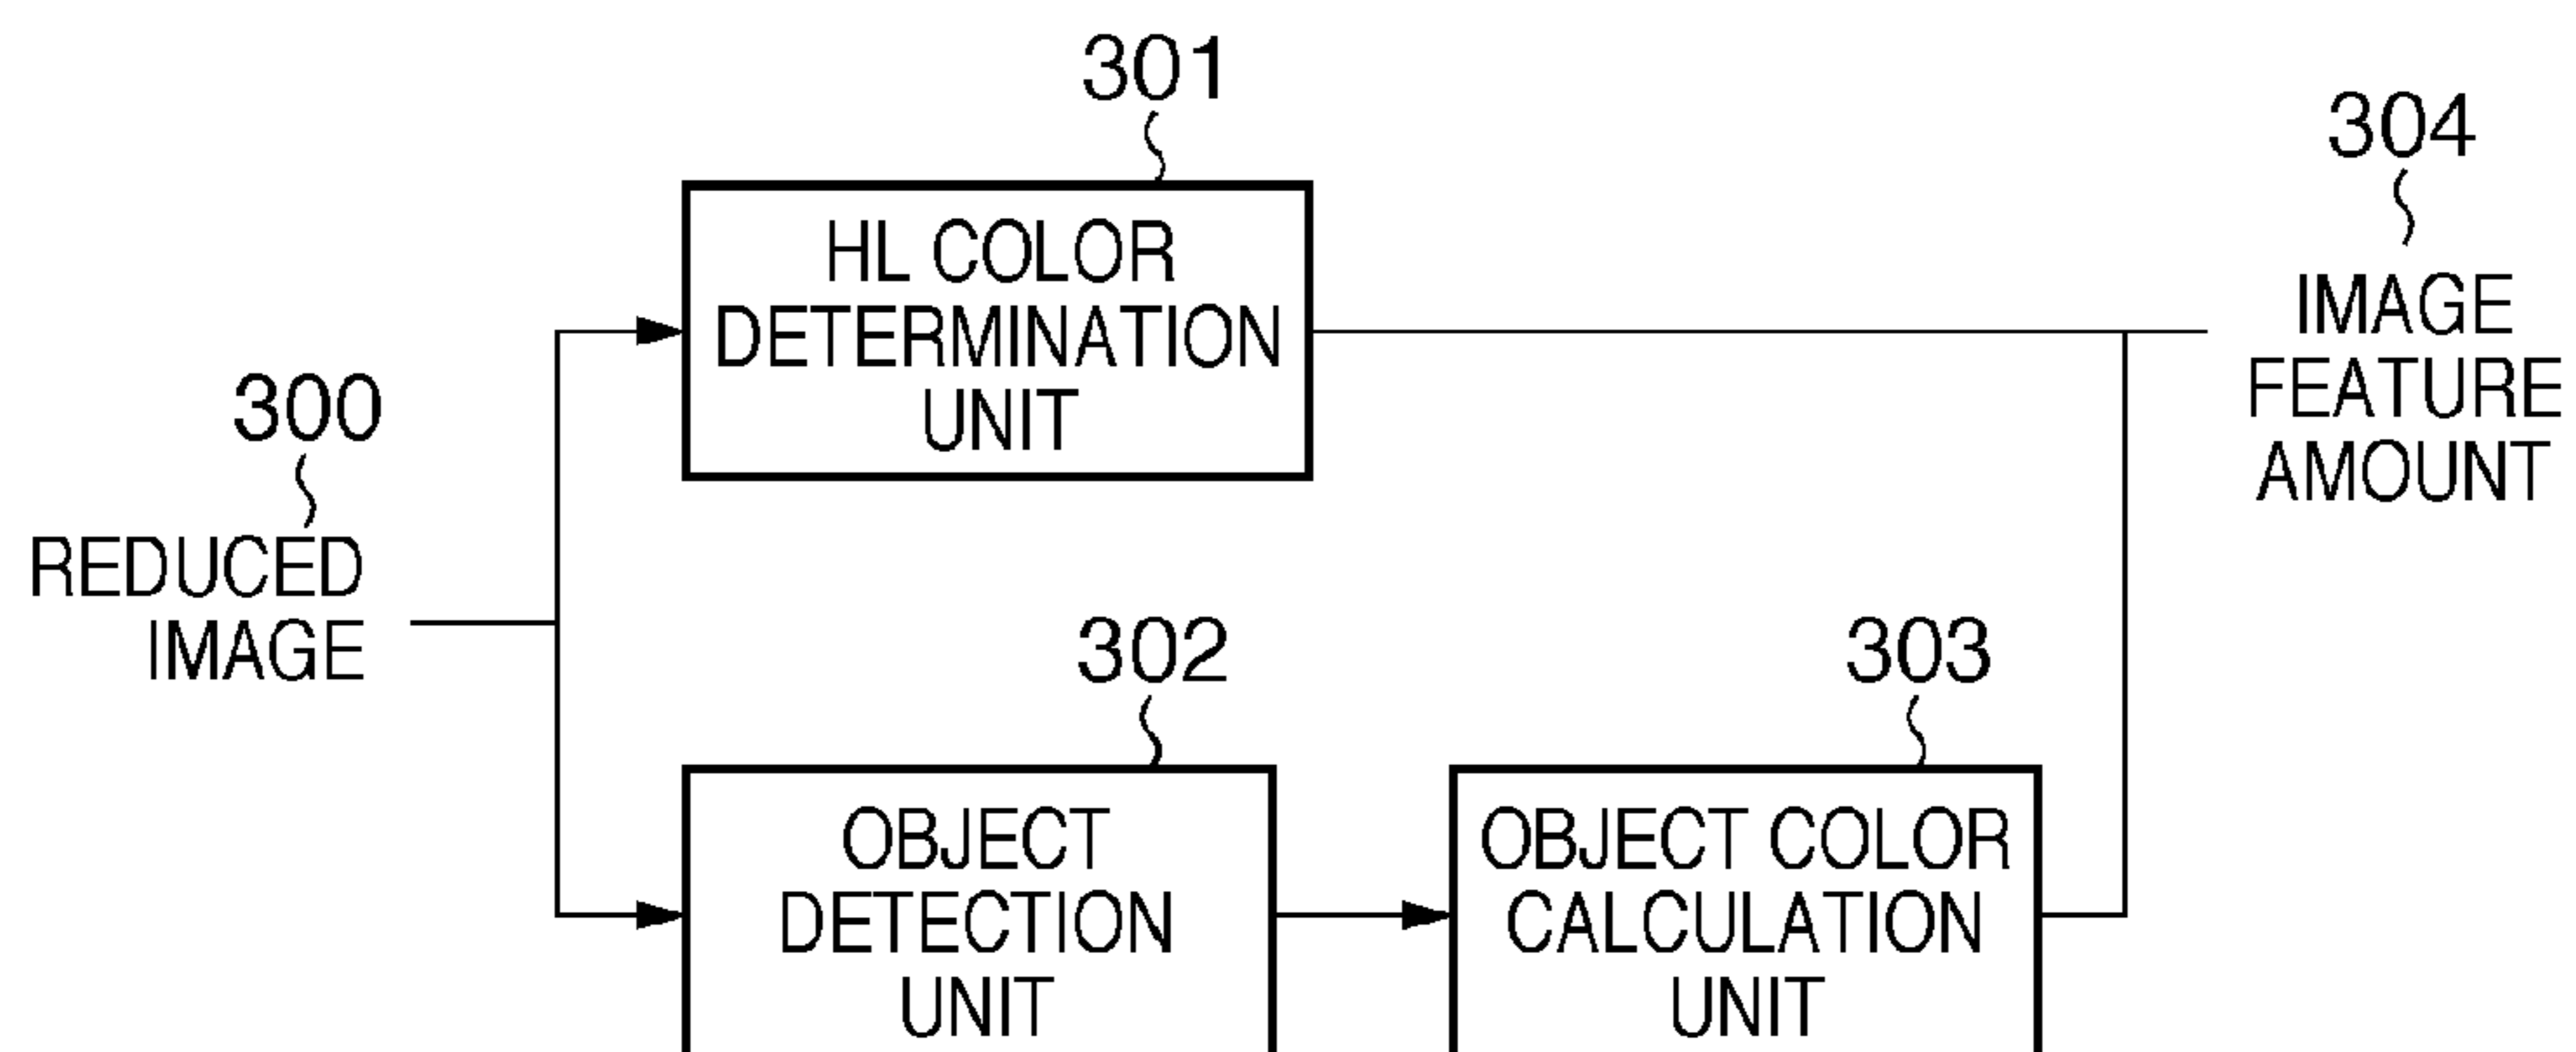 301
HL COLOR
DETERMINATION
UNIT
304
IMAGE
FEATURE
AMOUNT
300
REDUCED
IMAGE
302
OBJECT
DETECTION
UNIT
303
OBJECT COLOR
CALCULATION
UNIT